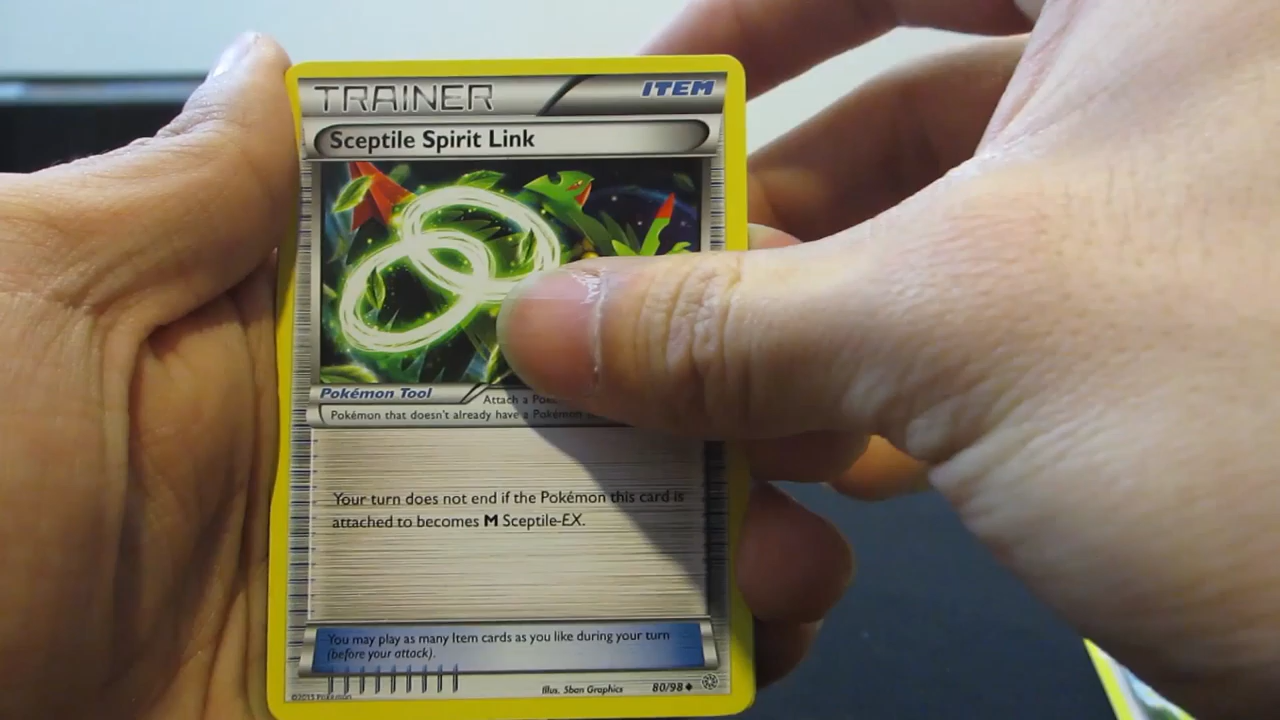 TRAINER ITEM
Sceptile Spirit Link
Pokémon Tool Attach a
Pokémon that doesn't already have a Pokémon
Your turn does not end if the Pokémon this card is
attached to becomes M Sceptile-EX.
You may play as many Item cards as you like during your turn
(before your attack).
©2015 Pokémon Illus. 5ban Graphics 80/98